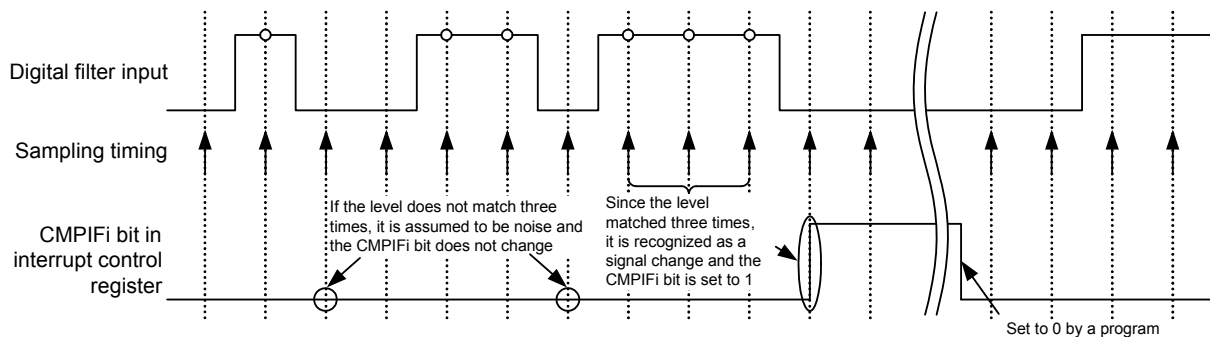 Digital filter input
Sampling timing
If the level does not match three
times, it is assumed to be noise and
the CMPIFi bit does not change
Since the level
matched three times,
it is recognized as a
signal change and the
CMPIFi bit is set to 1
CMPIFi bit in
interrupt control
register
Set to 0 by a program